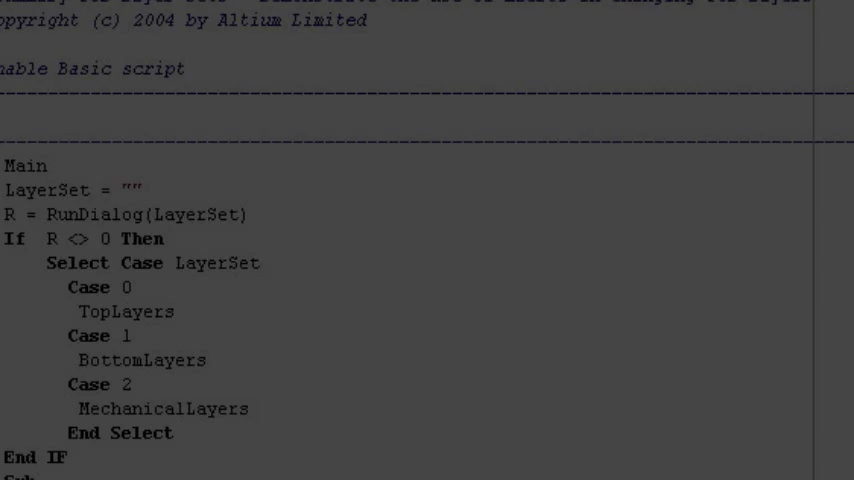 opyright (c) 2004 by Altium Limited
nable Basic script
Main
LayerSet = ""
R = RunDialog(LayerSet)
If R <> 0 Then
Select Case LayerSet
Case 0
TopLayers
Case 1
BottomLayers
Case 2
MechanicalLayers
End Select
End IF
Sub